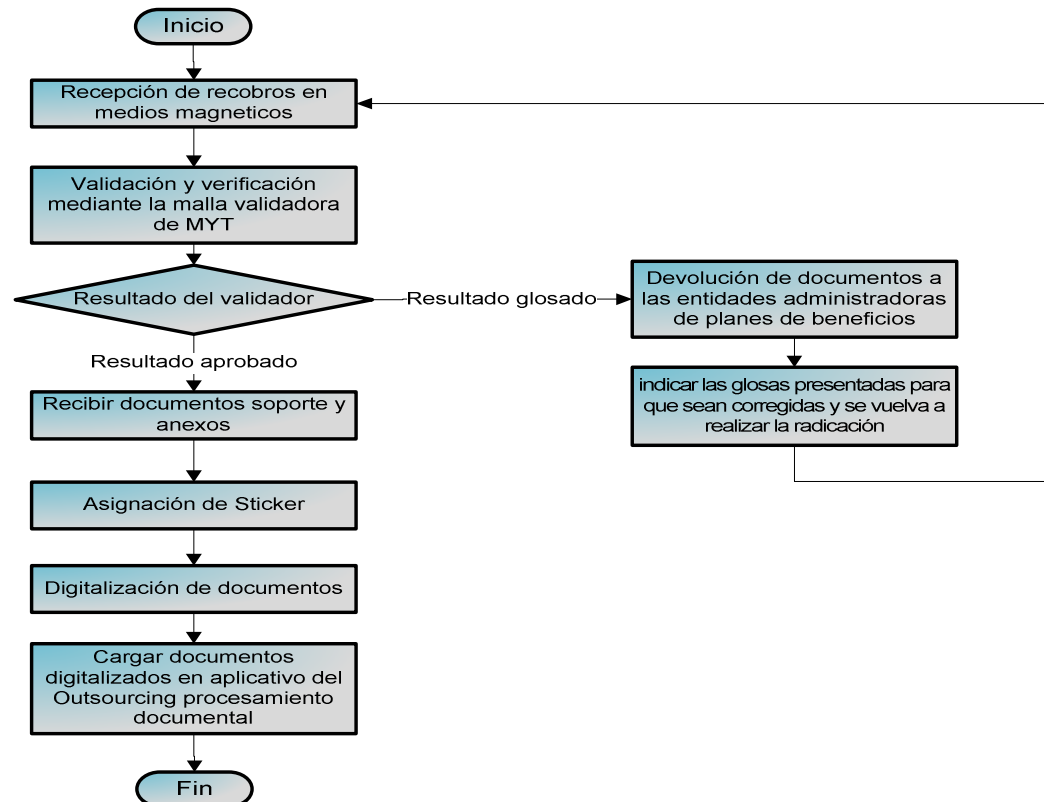 Inicio
Recepción de recobros en
medios magneticos
Validación y verificación
mediante la malla validadora
de MYT
Resultado del validador
Resultado glosado
Devolución de documentos a
las entidades administradoras
de planes de beneficios
indicar las glosas presentadas para
que sean corregidas y se vuelva a
realizar la radicación
Resultado aprobado
Recibir documentos soporte y
anexos
Asignación de Sticker
Digitalización de documentos
Cargar documentos
digitalizados en aplicativo del
Outsourcing procesamiento
documental
Fin